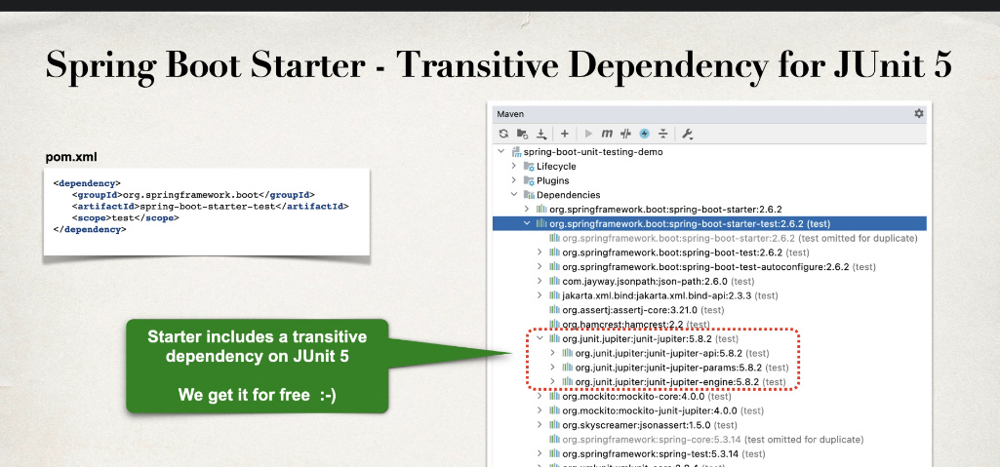 Spring Boot Starter - Transitive Dependency for JUnit 5
pom.xml
<dependency>
<groupId>org.springframework.boot</groupId>
<artifactId>spring-boot-starter-test</artifactId>
<scope>test</scope>
</dependency>
Starter includes a transitive
dependency on JUnit 5
We get it for free :-)
Maven
spring-boot-unit-testing-demo
Lifecycle
Plugins
Dependencies
org.springframework.boot:spring-boot-starter:2.6.2
org.springframework.boot:spring-boot-starter-test:2.6.2 (test)
org.springframework.boot:spring-boot-starter:2.6.2 (test omitted for duplicate)
org.springframework.boot:spring-boot-test:2.6.2 (test)
org.springframework.boot:spring-boot-test-autoconfigure:2.6.2 (test)
com.jayway.jsonpath:json-path:2.6.0 (test)
jakarta.xml.bind:jakarta.xml.bind-api:2.3.3 (test)
org.assertj:assertj-core:3.21.0 (test)
org.hamcrest:hamcrest:2.2 (test)
org.junit.jupiter:junit-jupiter:5.8.2 (test)
org.junit.jupiter:junit-jupiter-api:5.8.2 (test)
org.junit.jupiter:junit-jupiter-params:5.8.2 (test)
org.junit.jupiter:junit-jupiter-engine:5.8.2 (test)
org.mockito:mockito-core:4.0.0 (test)
org.mockito:mockito-junit-jupiter:4.0.0 (test)
org.skyscreamer:jsonassert:1.5.0 (test)
org.springframework:spring-core:5.3.14 (test omitted for duplicate)
org.springframework:spring-test:5.3.14 (test)